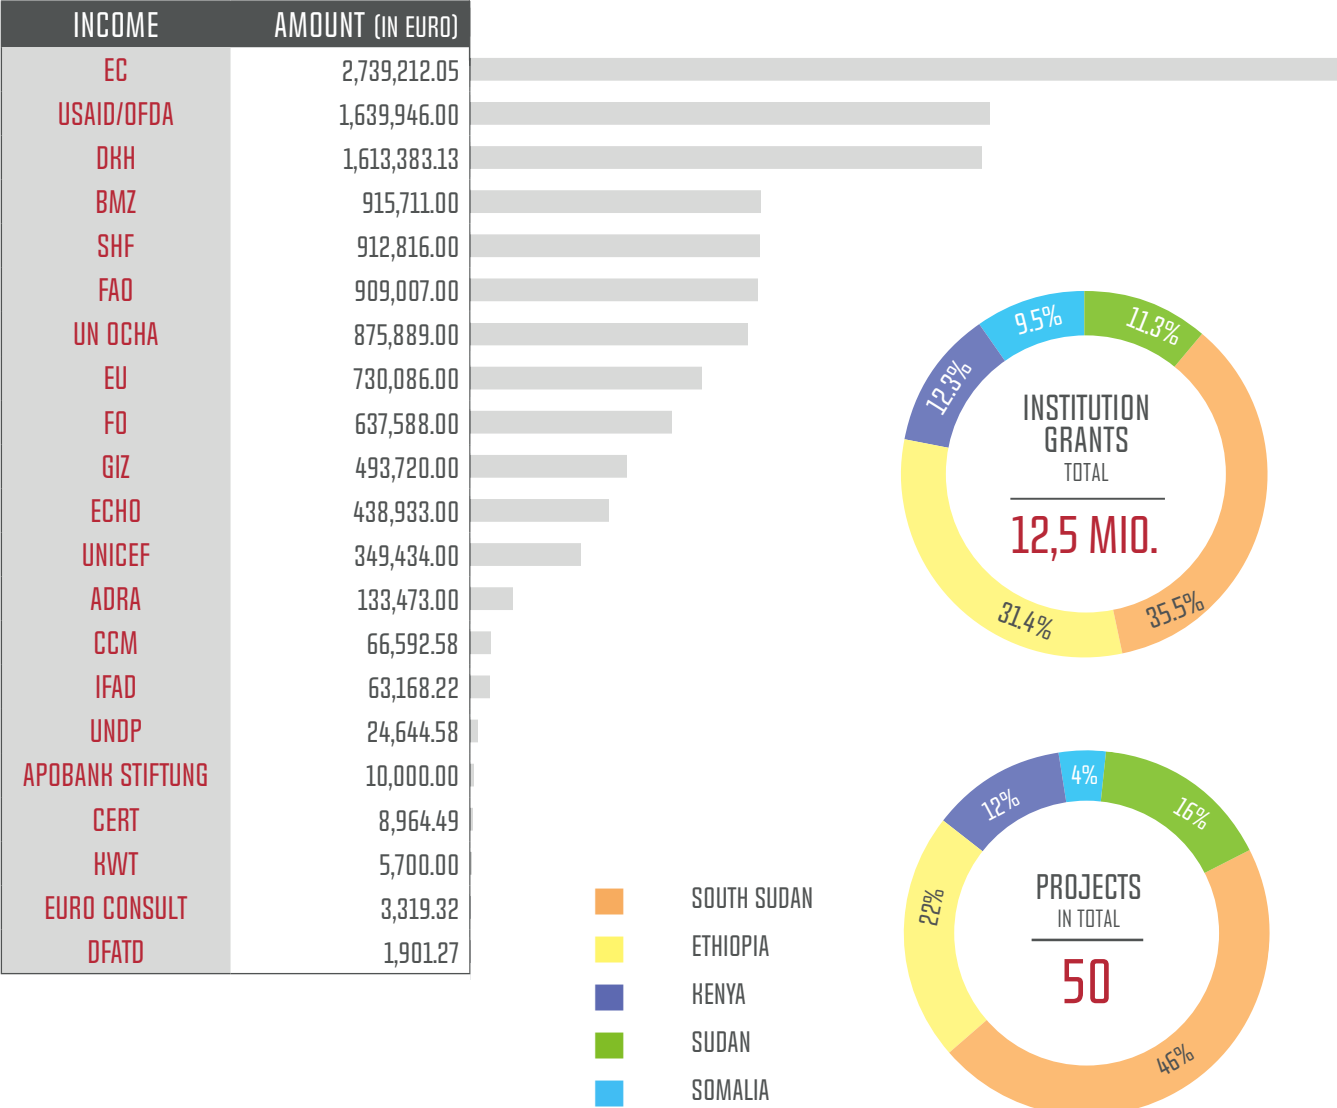 INCOME AMOUNT (IN EURO)
EC 2,739,212.05
USAID/OFDA 1,639,946.00
DKH 1,613,383.13
BMZ 915,711.00
SHF 912,816.00
FAO 909,007.00
UN OCHA 875,889.00
EU 730,086.00
FO 637,588.00
GIZ 493,720.00
ECHO 438,933.00
UNICEF 349,434.00
ADRA 133,473.00
CCM 66,592.58
IFAD 63,168.22
UNDP 24,644.58
APOBANK STIFTUNG 10,000.00
CERT 8,964.49
KWT 5,700.00
EURO CONSULT 3,319.32
DFATD 1,901.27
9.5%
11.3%
12.3%
INSTITUTION
GRANTS
TOTAL
12,5 MIO.
31.4%
35.5%
4%
12%
16%
22%
PROJECTS
IN TOTAL
50
46%
SOUTH SUDAN
ETHIOPIA
KENYA
SUDAN
SOMALIA